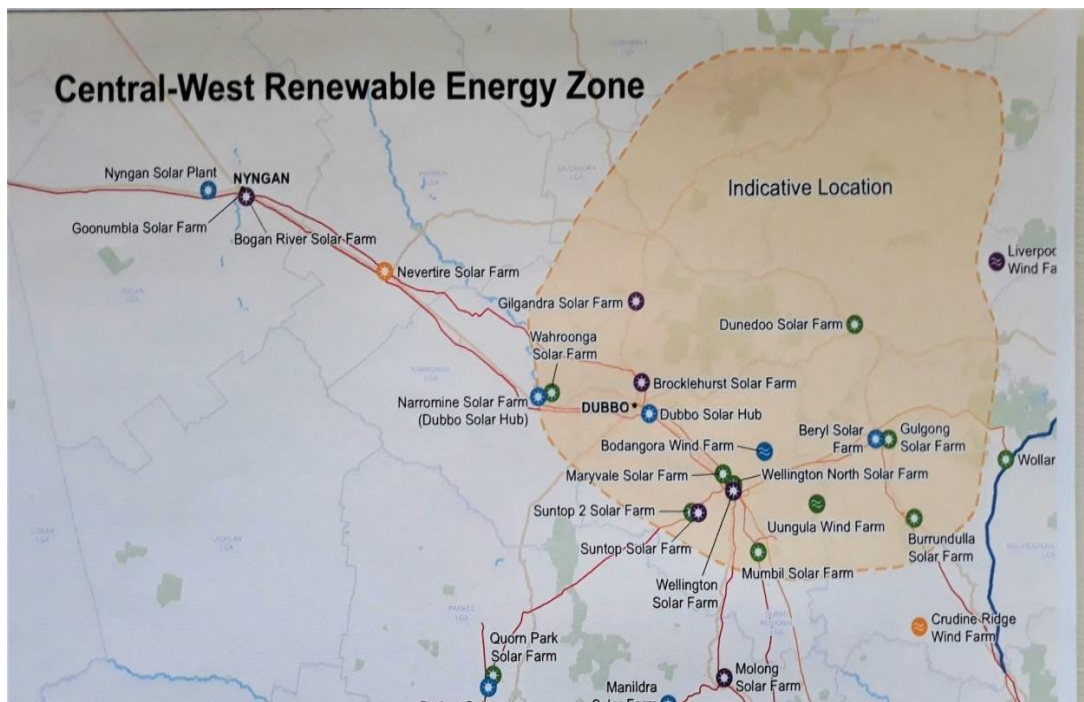 Central-West Renewable Energy Zone
Indicative Location
Nyngan Solar Plant
NYNGAN
Goonumbla Solar Farm
Bogan River Solar Farm
Nevertire Solar Farm
Liverpoo
Wind Fa
Gilgandra Solar Farm
Dunedoo Solar Farm
Wahroonga
Solar Farm
Brocklehurst Solar Farm
Narromine Solar Farm
(Dubbo Solar Hub)
DUBBO
Dubbo Solar Hub
Bodangora Wind Farm
Beryl Solar
Farm
Gulgong
Solar Farm
Wollar
Maryvale Solar Farm
Wellington North Solar Farm
Suntop 2 Solar Farm
Uungula Wind Farm
Suntop Solar Farm
Burrundulla
Solar Farm
Mumbil Solar Farm
Wellington
Solar Farm
PARKES
LGA
Crudine Ridge
Wind Farm
Quorn Park
Solar Farm
Molong
Solar Farm
Manildra